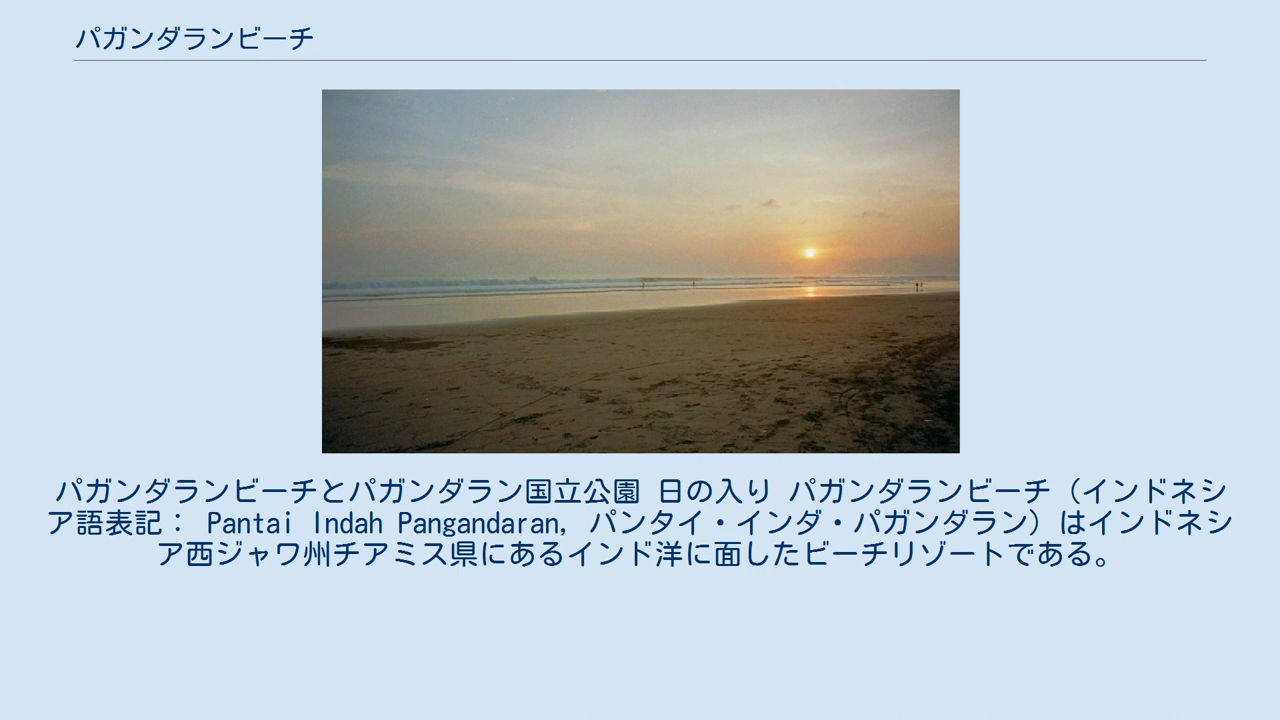 パガンダランビーチ
パガンダランビーチとパガンダラン国立公園 日の入り パガンダランビーチ（インドネシ
ア語表記： Pantai Indah Pangandaran, パンタイ・インダ・パガンダラン）はインドネシ
ア西ジャワ州チアミス県にあるインド洋に面したビーチリゾートである。